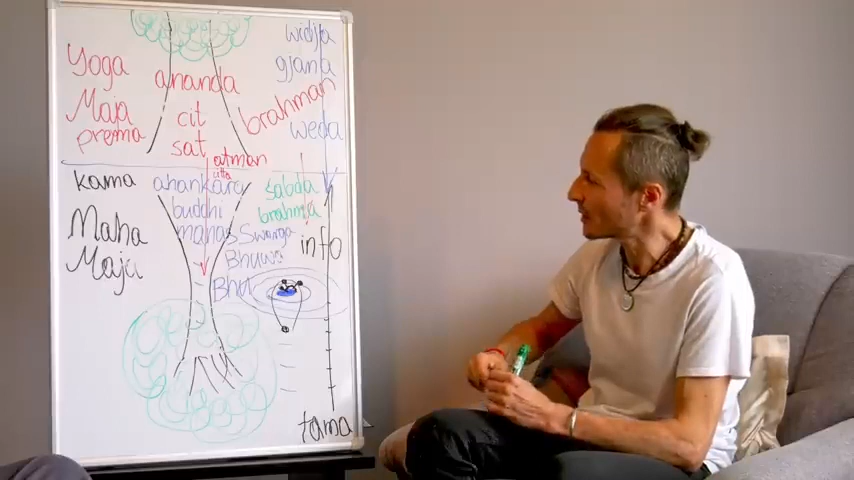 widja
gjana
Yoga
ananda
Maja
cit
brahman
prema
sat
weda
atman
citta
kama
ahankara
sabda
buddhi
brahma
Maha
manas
Swarga
info
Maja
Bhuwa
Bhu
tama